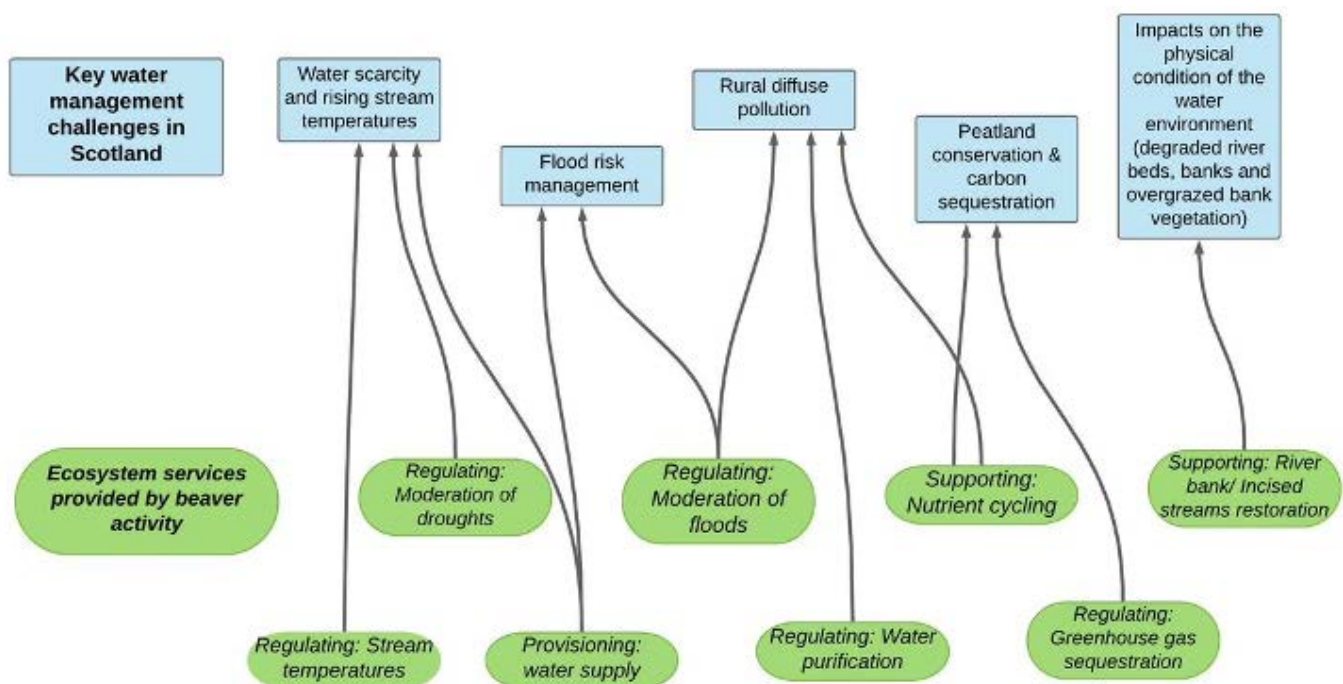 Key water
management
challenges in
Scotland
Water scarcity
and rising stream
temperatures
Flood risk
management
Rural diffuse
pollution
Peatland
conservation &
carbon
sequestration
Impacts on the
physical
condition of the
water
environment
(degraded river
beds, banks and
overgrazed bank
vegetation)
Ecosystem services
provided by beaver
activity
Regulating:
Moderation of
droughts
Regulating:
Moderation of
floods
Supporting:
Nutrient cycling
Supporting: River
bank/ Incised
streams restoration
Regulating: Stream
temperatures
Provisioning:
water supply
Regulating: Water
purification
Regulating:
Greenhouse gas
sequestration